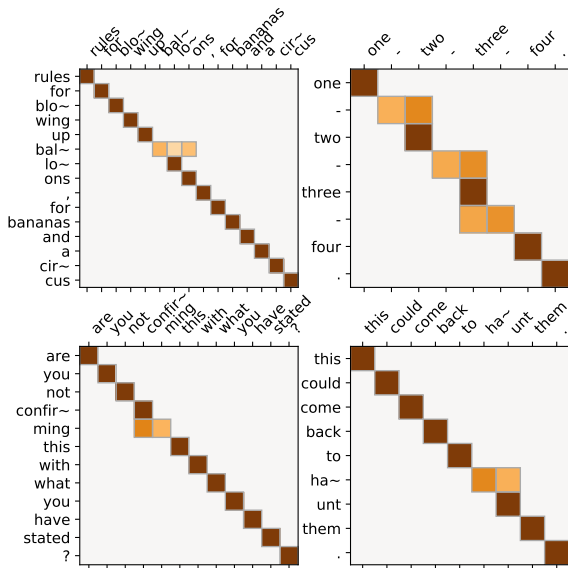 rules for blo~ wing up bal~ lo~ ons , for bananas and a cir~ cus
rules
for
blo~
wing
up
bal~
lo~
ons
,
for
bananas
and
a
cir~
cus
one - two - three - four .
one
-
two
-
three
-
four
.
are you not confir~ ming this with what you have stated ?
are
you
not
confir~
ming
this
with
what
you
have
stated
?
this could come back to ha~ unt them .
this
could
come
back
to
ha~
unt
them
.